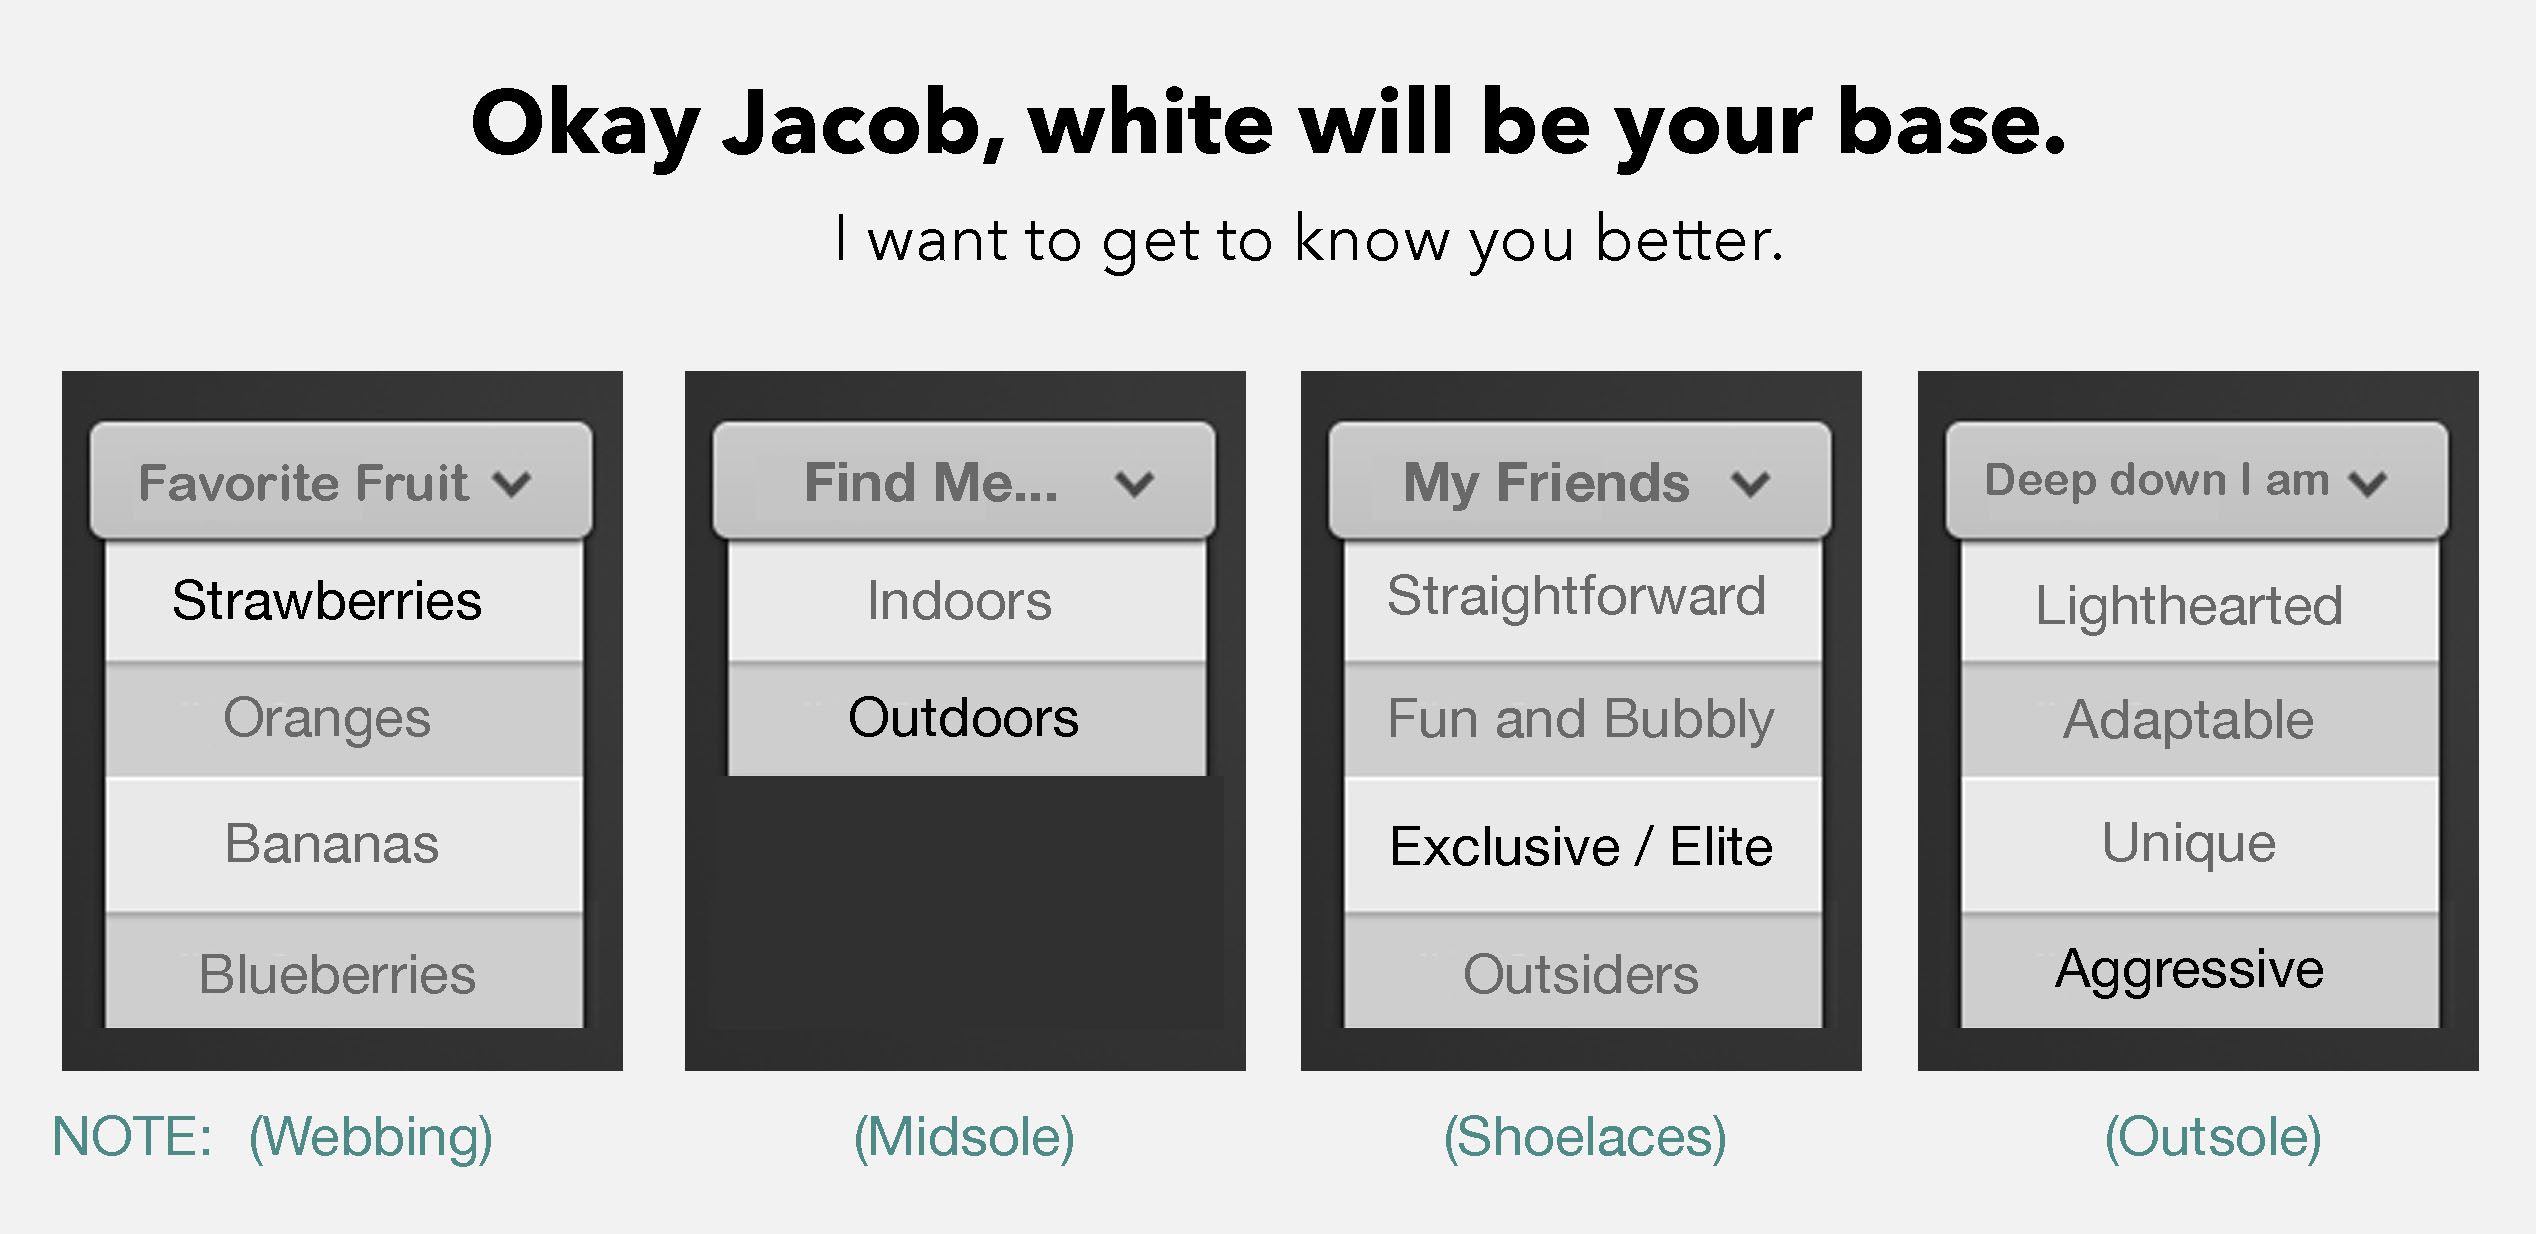 Okay Jacob, white will be your base.
I want to get to know you better.
Favorite Fruit
Strawberries
Oranges
Bananas
Blueberries
Find Me...
Indoors
Outdoors
My Friends
Straightforward
Fun and Bubbly
Exclusive / Elite
Outsiders
Deep down I am
Lighthearted
Adaptable
Unique
Aggressive
NOTE: (Webbing)
(Midsole)
(Shoelaces)
(Outsole)